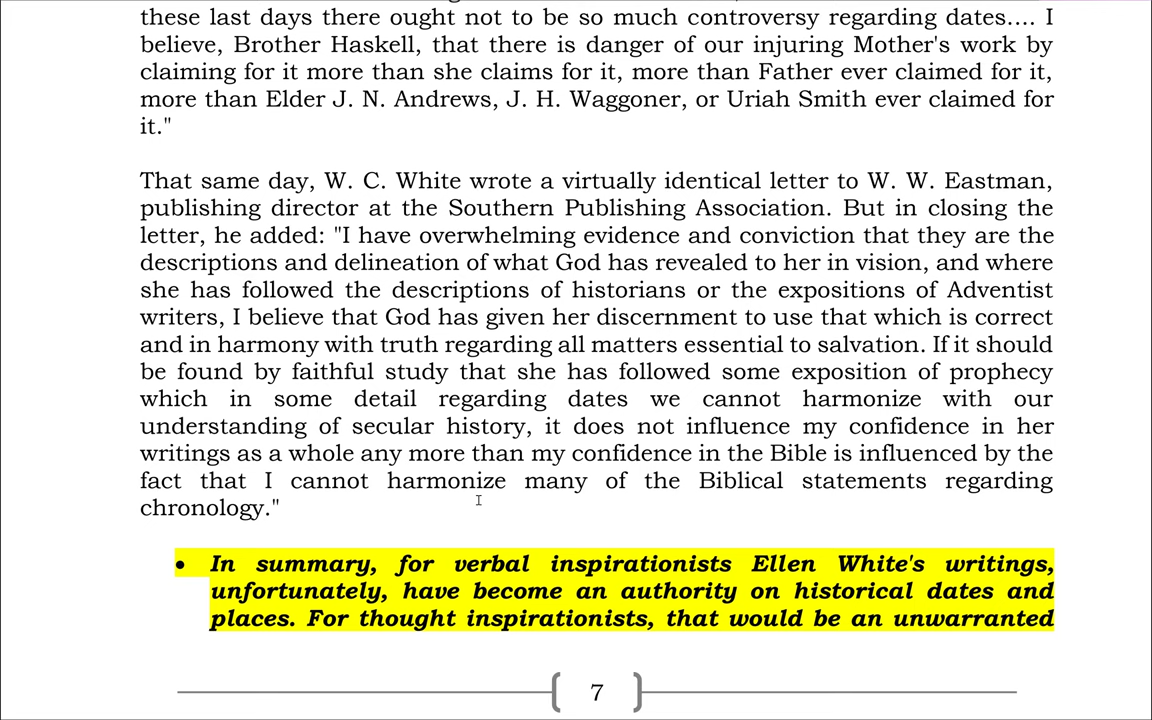 these last days there ought not to be so much controversy regarding dates.... I
believe, Brother Haskell, that there is danger of our injuring Mother's work by
claiming for it more than she claims for it, more than Father ever claimed for it,
more than Elder J. N. Andrews, J. H. Waggoner, or Uriah Smith ever claimed for
it."
That same day, W. C. White wrote a virtually identical letter to W. W. Eastman,
publishing director at the Southern Publishing Association. But in closing the
letter, he added: "I have overwhelming evidence and conviction that they are the
descriptions and delineation of what God has revealed to her in vision, and where
she has followed the descriptions of historians or the expositions of Adventist
writers, I believe that God has given her discernment to use that which is correct
and in harmony with truth regarding all matters essential to salvation. If it should
be found by faithful study that she has followed some exposition of prophecy
which in some detail regarding dates we cannot harmonize with our
understanding of secular history, it does not influence my confidence in her
writings as a whole any more than my confidence in the Bible is influenced by the
fact that I cannot harmonize many of the Biblical statements regarding
chronology."
• In summary, for verbal inspirationists Ellen White's writings,
unfortunately, have become an authority on historical dates and
places. For thought inspirationists, that would be an unwarranted
7